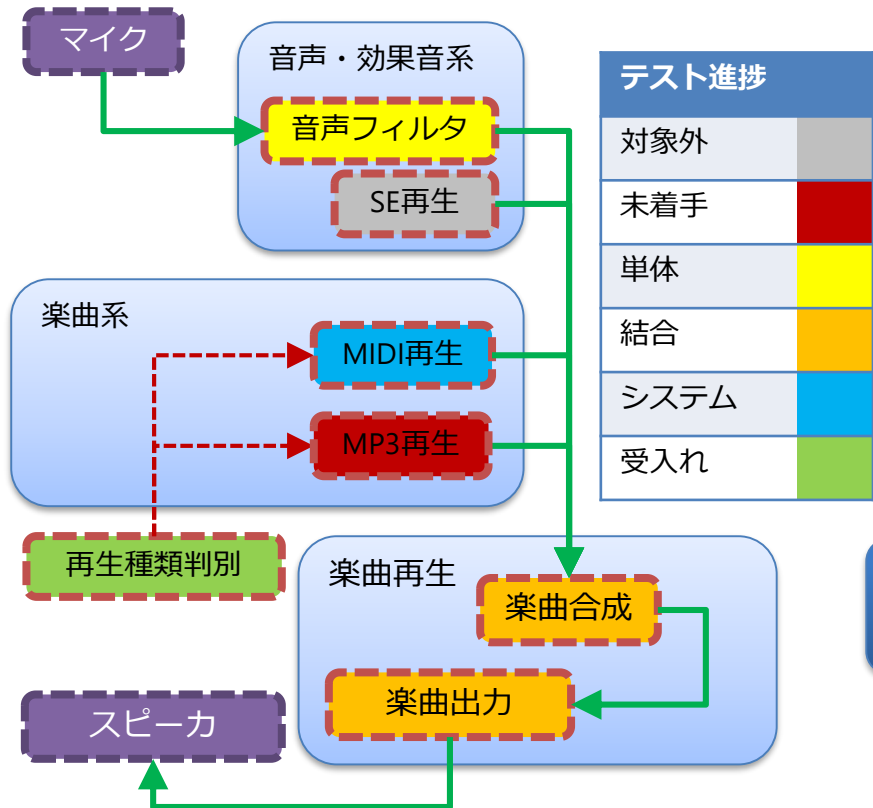 マイク
音声・効果音系
音声フィルタ
SE再生
楽曲系
MIDI再生
MP3再生
再生種類判別
楽曲再生
楽曲合成
楽曲出力
スピーカ
テスト進捗
対象外
未着手
単体
結合
システム
受入れ